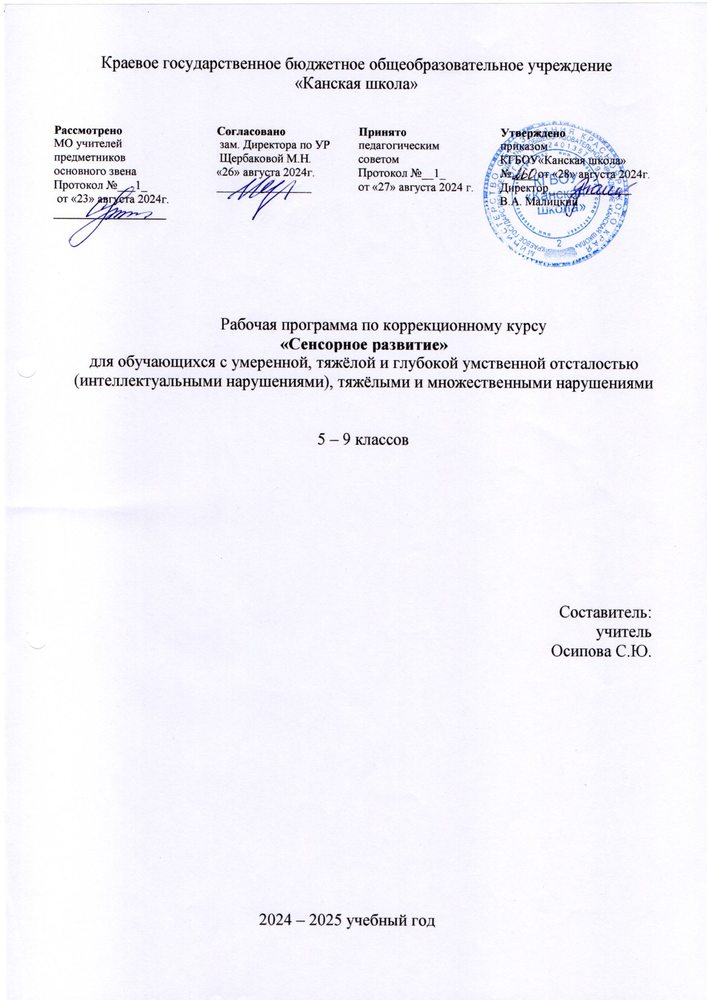 Краевое государственное бюджетное общеобразовательное учреждение
«Канская школа»
Рассмотрено
МО учителей
предметников
основного звена
Протокол №___1_
от «23» августа 2024г.
Согласовано
зам. Директора по УР
Щербаковой М.Н.
«26» августа 2024г.
Принято
педагогическим
советом
Протокол №__1_
от «27» августа 2024 г.
Утверждено
приказом
КГБОУ«Канская школа»
№ от «28» августа 2024г.
Директор
В.А. Малицкий
КГБОУ
«Канская
школа»
2
Рабочая программа по коррекционному курсу
«Сенсорное развитие»
для обучающихся с умеренной, тяжёлой и глубокой умственной отсталостью
(интеллектуальными нарушениями), тяжёлыми и множественными нарушениями
5 – 9 классов
Составитель:
учитель
Осипова С.Ю.
2024 – 2025 учебный год